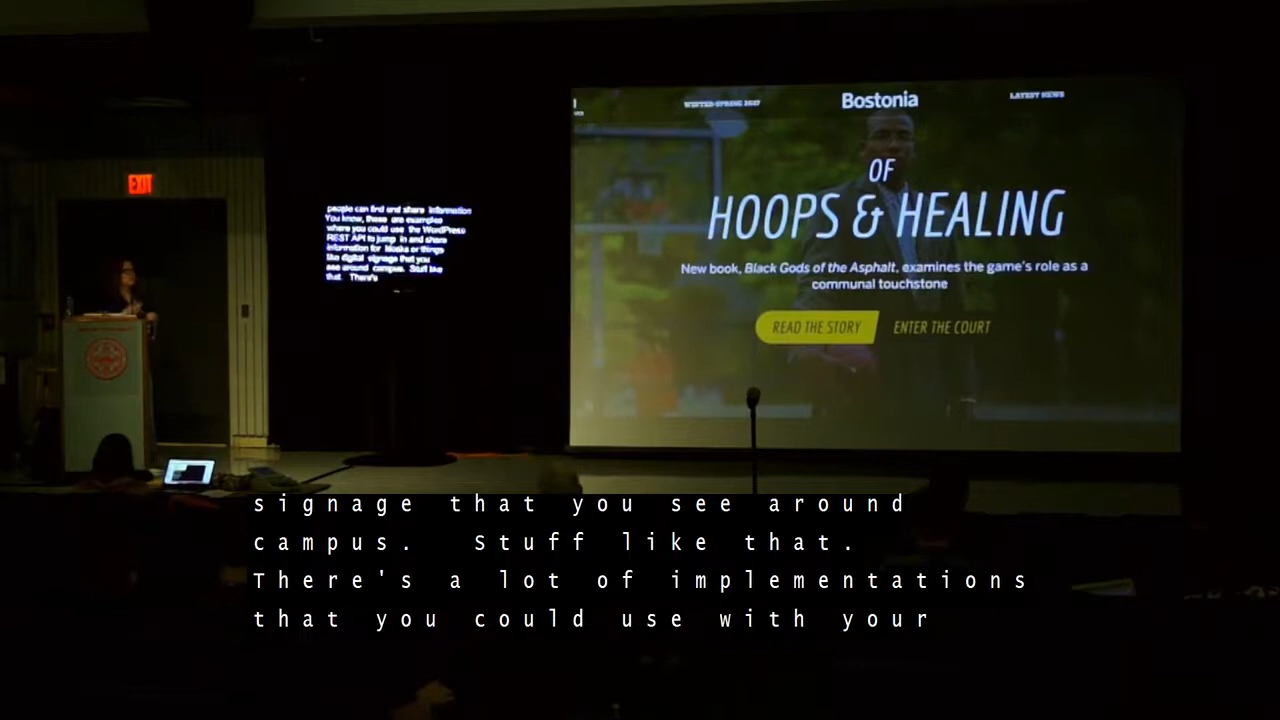 EXIT
people can find and share information
You know, these are examples
where you could use the WordPress
REST API to jump in and share
information for kiosks or things
like digital signage that you
see around campus. Stuff like
that. There's
WINTER-SPRING 2017
Bostonia
LATEST NEWS
OF
HOOPS & HEALING
New book, Black Gods of the Asphalt, examines the game's role as a
communal touchstone
READ THE STORY
ENTER THE COURT
signage that you see around
campus. Stuff like that.
There's a lot of implementations
that you could use with your